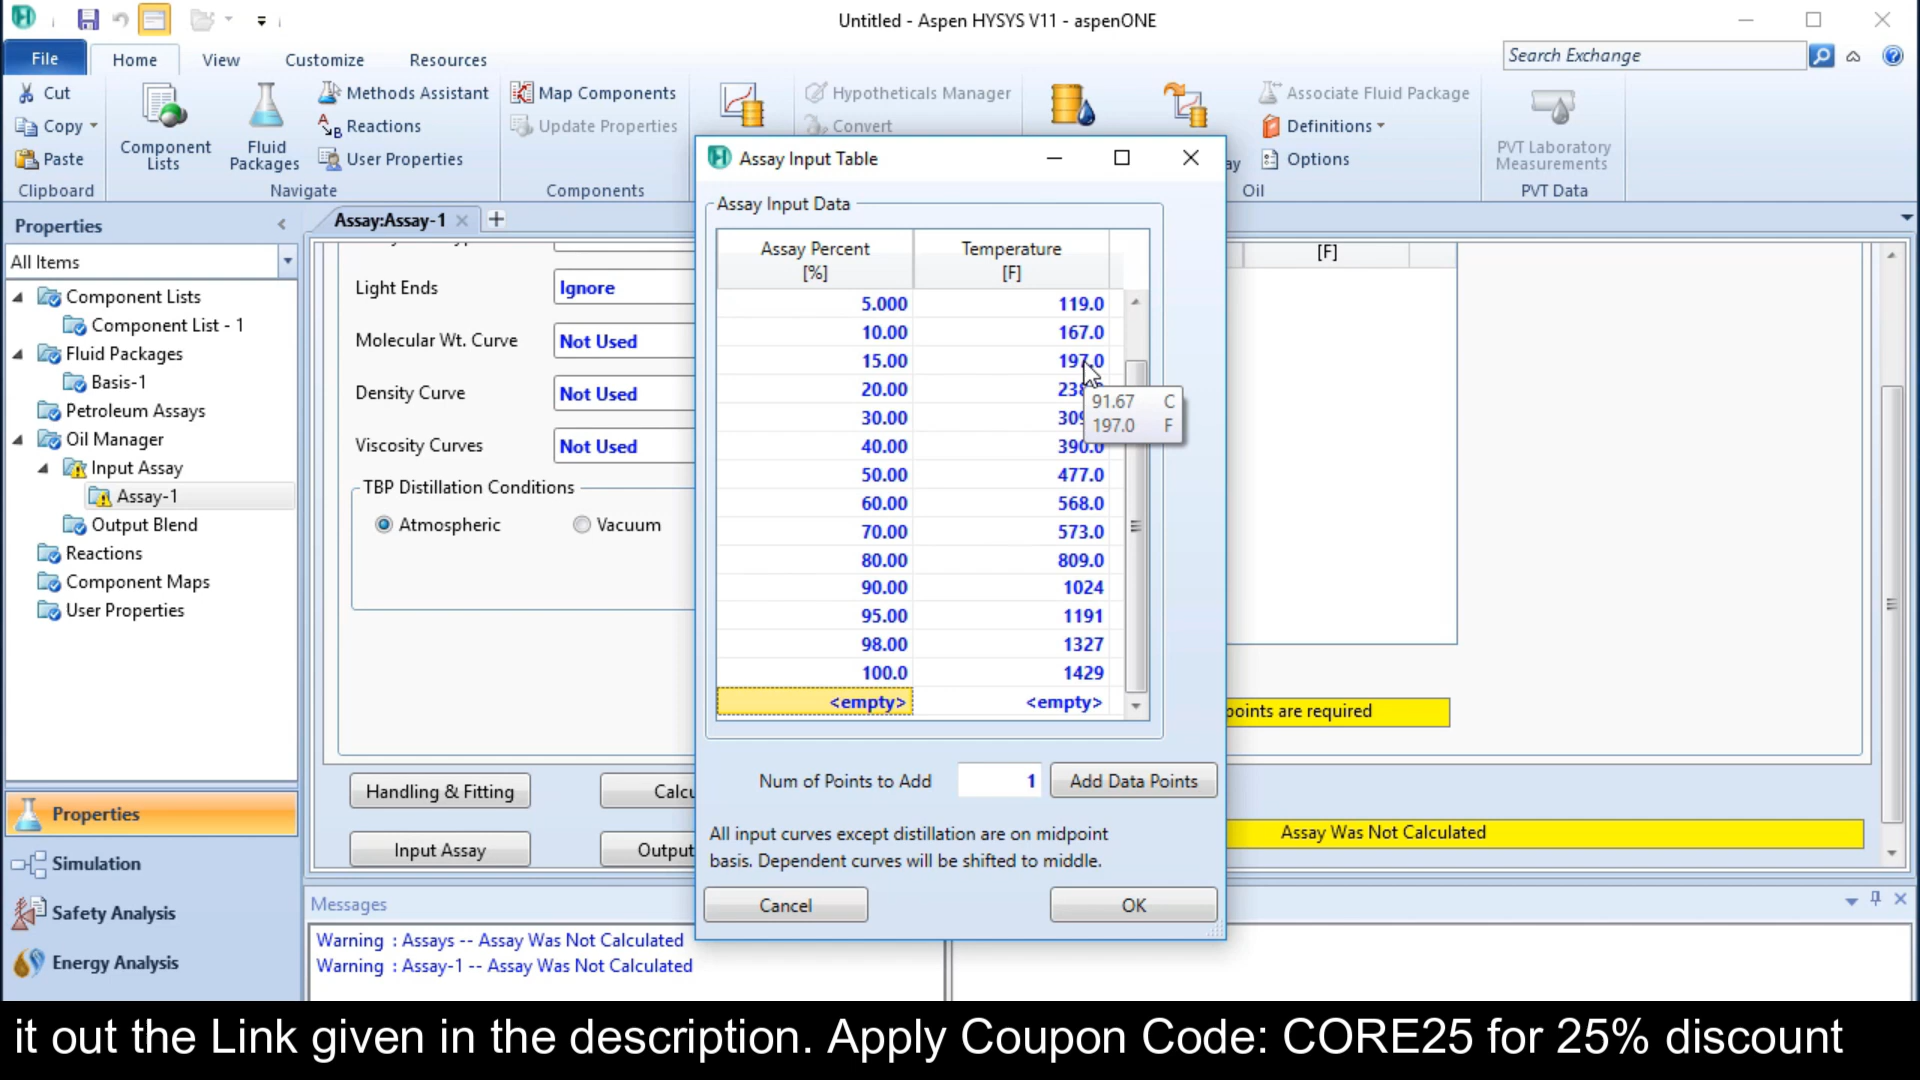 Untitled - Aspen HYSYS V11 - aspenONE
File
Home
View
Customize
Resources
Search Exchange
Cut
Copy
Paste
Clipboard
Component Lists
Fluid Packages
Methods Assistant
Reactions
User Properties
Navigate
Map Components
Update Properties
Components
Hypotheticals Manager
Convert
Associate Fluid Package
Definitions
Options
Oil
PVT Laboratory Measurements
PVT Data
Properties
All Items
Component Lists
Component List - 1
Fluid Packages
Basis-1
Petroleum Assays
Oil Manager
Input Assay
Assay-1
Output Blend
Reactions
Component Maps
User Properties
Properties
Simulation
Safety Analysis
Energy Analysis
Assay:Assay-1
Light Ends Ignore
Molecular Wt. Curve Not Used
Density Curve Not Used
Viscosity Curves Not Used
TBP Distillation Conditions
Atmospheric Vacuum
Handling & Fitting
Input Assay
Assay Input Table
Assay Input Data
Assay Percent [%] Temperature [F]
5.000 119.0
10.00 167.0
15.00 197.0
20.00
30.00
40.00 390.0
50.00 477.0
60.00 568.0
70.00 573.0
80.00 809.0
90.00 1024
95.00 1191
98.00 1327
100.0 1429
<empty> <empty>
91.67 C
197.0 F
Num of Points to Add 1 Add Data Points
All input curves except distillation are on midpoint
basis. Dependent curves will be shifted to middle.
Cancel OK
[F]
points are required
Assay Was Not Calculated
Messages
Warning : Assays -- Assay Was Not Calculated
Warning : Assay-1 -- Assay Was Not Calculated
it out the Link given in the description. Apply Coupon Code: CORE25 for 25% discount